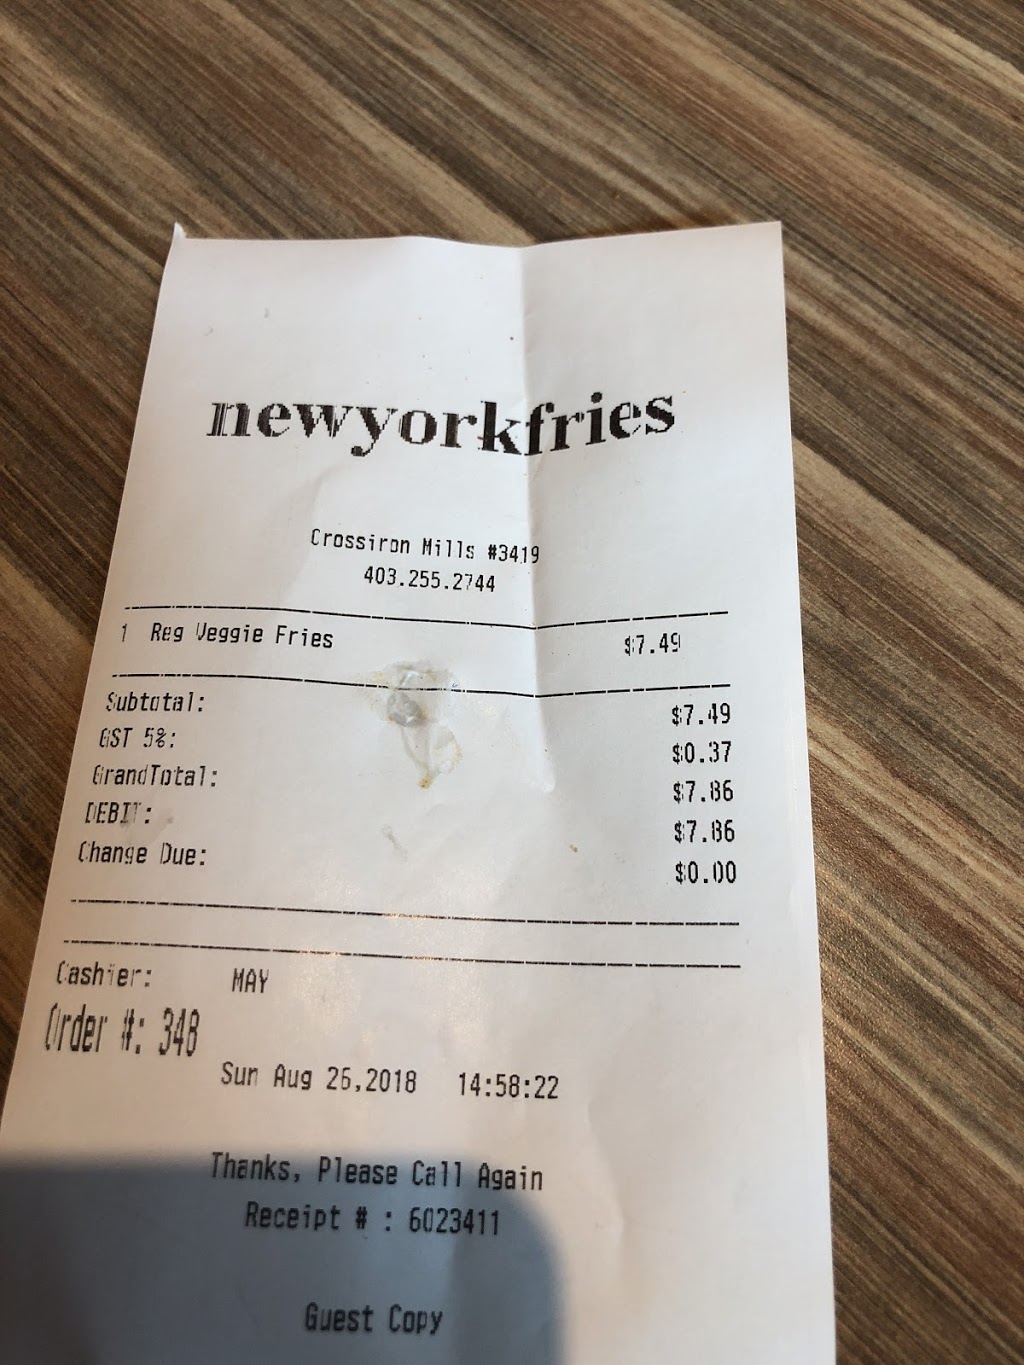 newyorkfries
Crossiron Mills #3419
403.255.2744
1 Reg Veggie Fries $7.49
Subtotal: $7.49
GST 5%: $0.37
GrandTotal: $7.86
DEBIT: $7.86
Change Due: $0.00
Cashier: MAY
Order #: 348
Sun Aug 26,2018 14:58:22
Thanks, Please Call Again
Receipt # : 6023411
Guest Copy